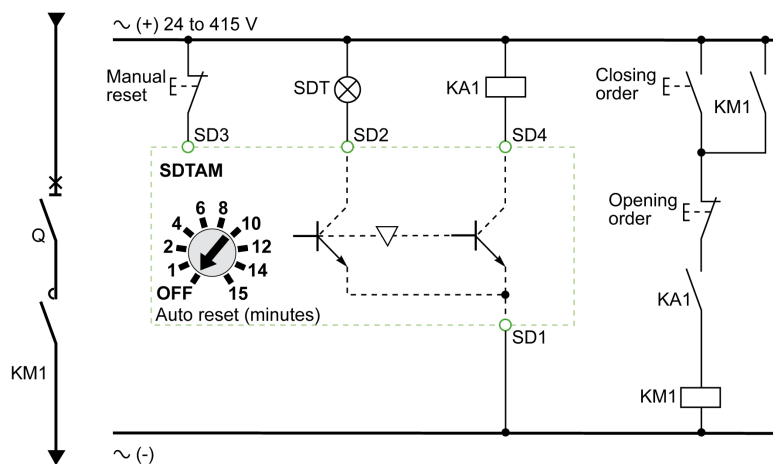 ∼ (+) 24 to 415 V
Manual
reset
SDT
KA1
Closing
order
KM1
SD3
SD2
SD4
SDTAM
Q
Opening
order
6 8
4 10
2 12
1 14
OFF 15
Auto reset (minutes)
KA1
SD1
KM1
KM1
∼ (-)